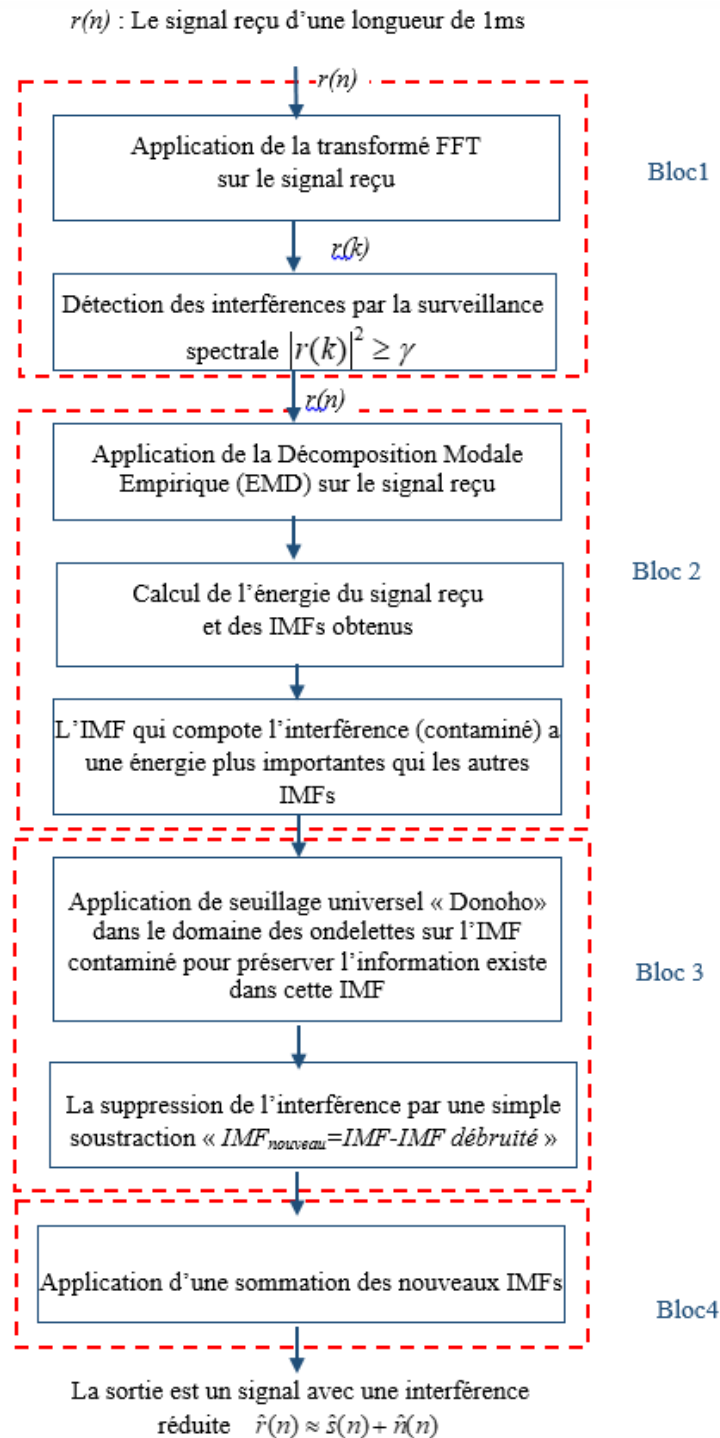 r(n) : Le signal reçu d'une longueur de 1ms
r(n)
Application de la transformé FFT
sur le signal reçu
Bloc1
r(k)
Détection des interférences par la surveillance
spectrale |r(k)|² ≥ γ
r(n)
Application de la Décomposition Modale
Empirique (EMD) sur le signal reçu
Bloc 2
Calcul de l'énergie du signal reçu
et des IMFs obtenus
L'IMF qui compote l'interférence (contaminé) a
une énergie plus importantes qui les autres
IMFs
Application de seuillage universel « Donoho»
dans le domaine des ondelettes sur l'IMF
contaminé pour préserver l'information existe
dans cette IMF
Bloc 3
La suppression de l'interférence par une simple
soustraction « IMFnouveau=IMF-IMF débruité »
Application d'une sommation des nouveaux IMFs
Bloc4
La sortie est un signal avec une interférence
réduite r̂(n) ≈ ŝ(n) + n̂(n)